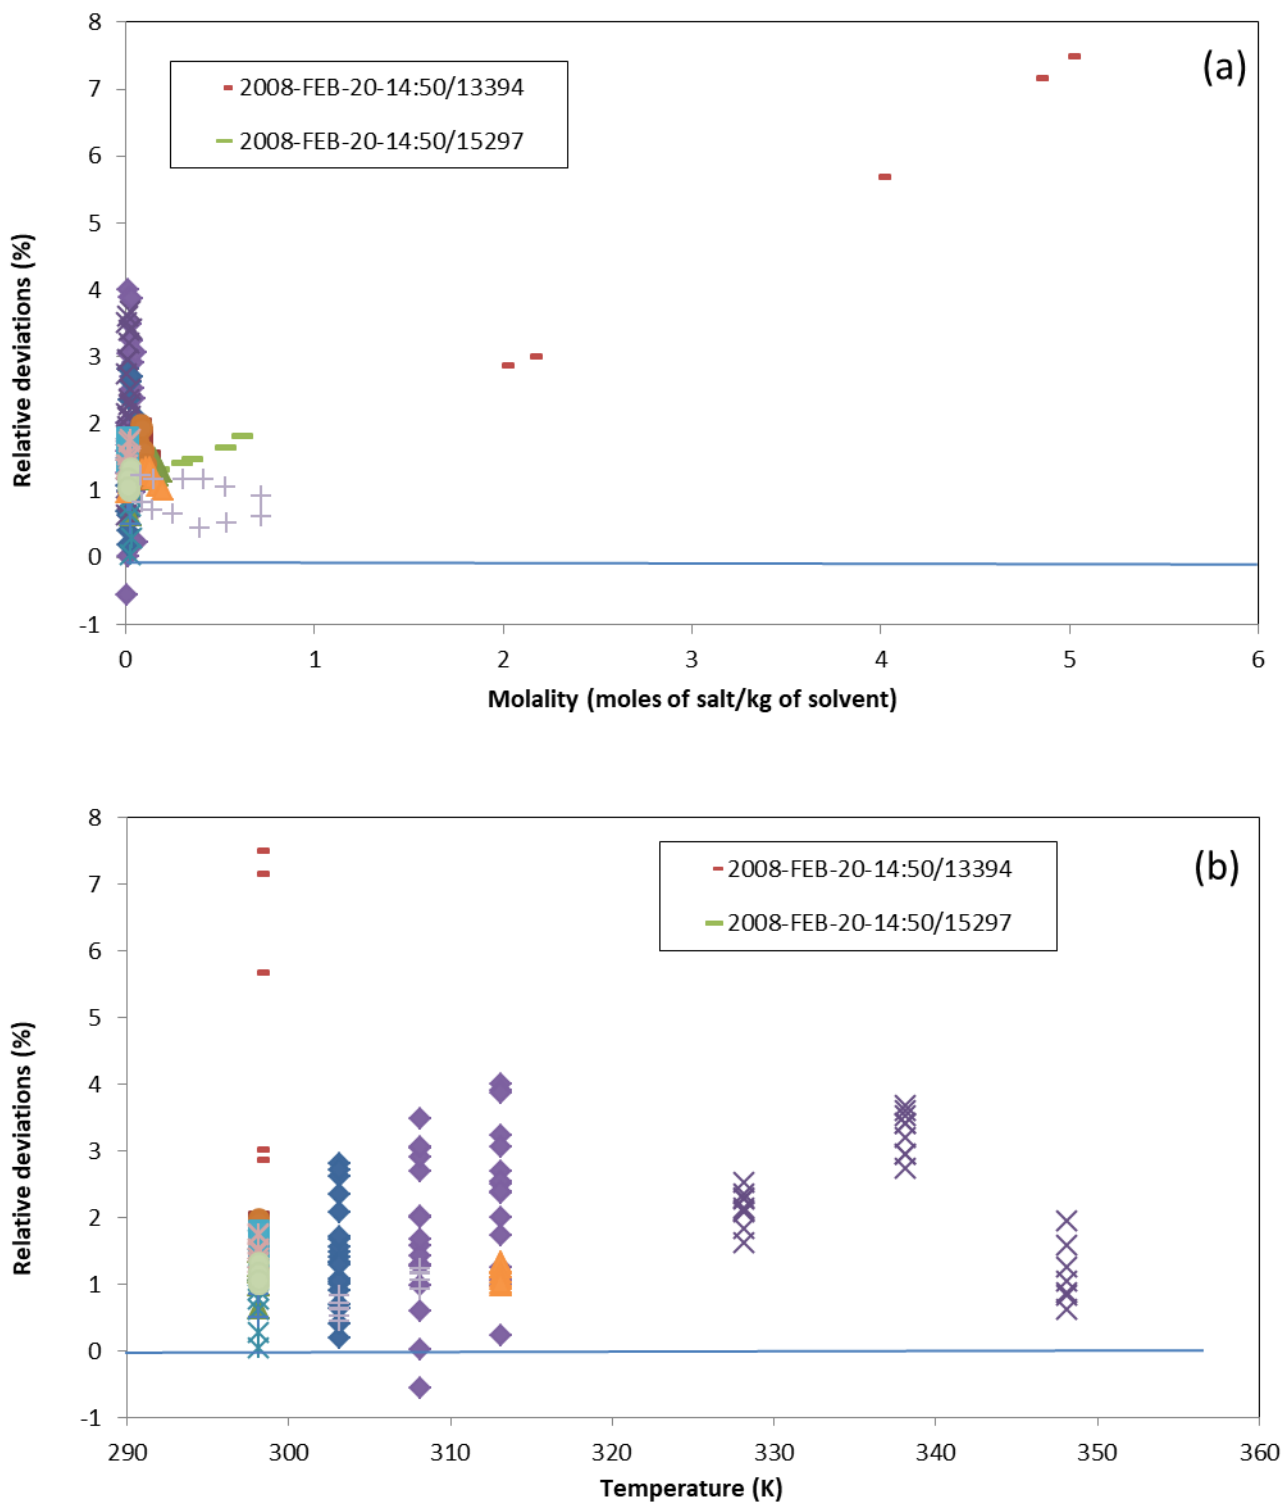 8
(a)
2008-FEB-20-14:50/13394
7
2008-FEB-20-14:50/15297
6
5
4
3
2
1
0
-1
Relative deviations (%)
0 1 2 3 4 5 6
Molality (moles of salt/kg of solvent)
8
(b)
2008-FEB-20-14:50/13394
7
2008-FEB-20-14:50/15297
6
5
4
3
2
1
0
-1
Relative deviations (%)
290 300 310 320 330 340 350 360
Temperature (K)